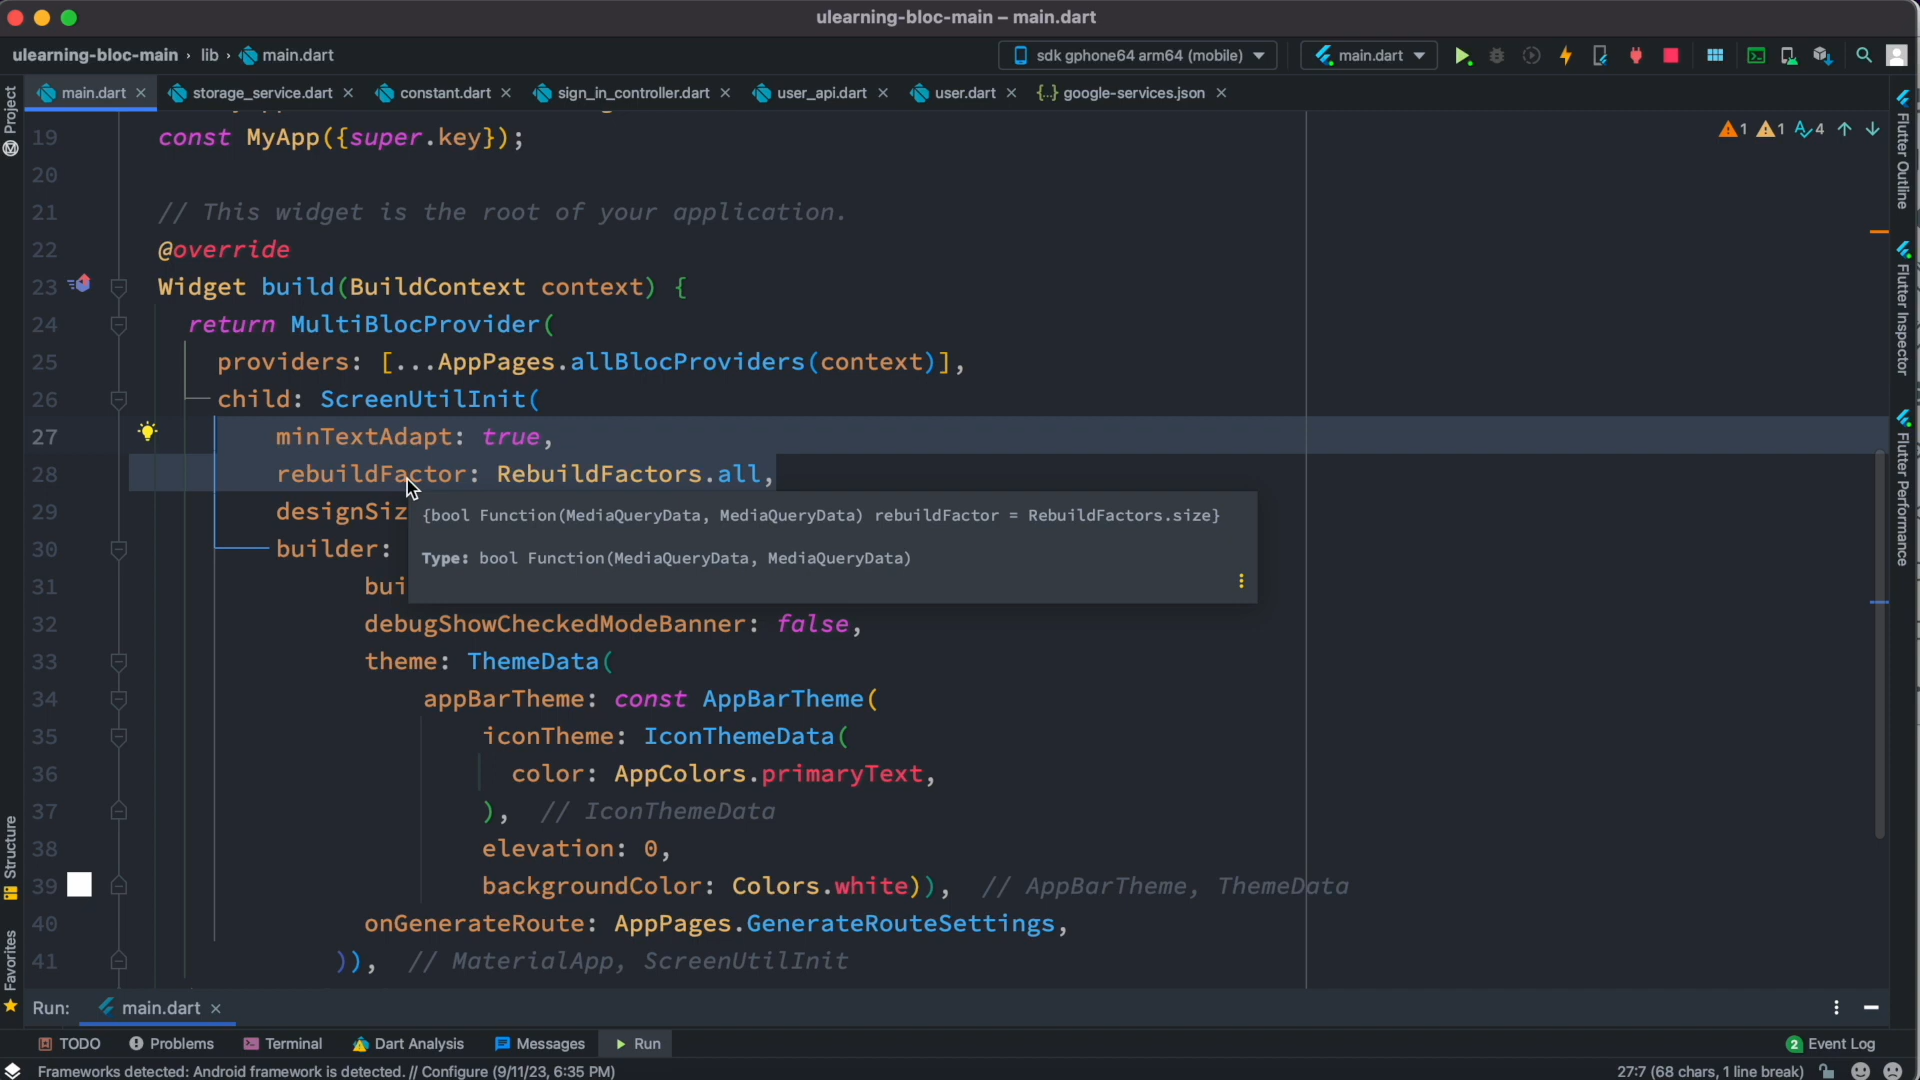 ulearning-bloc-main – main.dart
ulearning-bloc-main › lib › main.dart
sdk gphone64 arm64 (mobile)
main.dart
main.dart
storage_service.dart
constant.dart
sign_in_controller.dart
user_api.dart
user.dart
google-services.json
Project
1 1 4
Flutter Outline
Flutter Inspector
Flutter Performance
19 const MyApp({super.key});
20
21 // This widget is the root of your application.
22 @override
23 Widget build(BuildContext context) {
24 return MultiBlocProvider(
25 providers: [...AppPages.allBlocProviders(context)],
26 child: ScreenUtilInit(
27 minTextAdapt: true,
28 rebuildFactor: RebuildFactors.all,
29 designSiz
{bool Function(MediaQueryData, MediaQueryData) rebuildFactor = RebuildFactors.size}
30 builder:
Type: bool Function(MediaQueryData, MediaQueryData)
31 bui
32 debugShowCheckedModeBanner: false,
33 theme: ThemeData(
34 appBarTheme: const AppBarTheme(
35 iconTheme: IconThemeData(
36 color: AppColors.primaryText,
37 ), // IconThemeData
38 elevation: 0,
39 backgroundColor: Colors.white)), // AppBarTheme, ThemeData
40 onGenerateRoute: AppPages.GenerateRouteSettings,
41 )), // MaterialApp, ScreenUtilInit
Structure
Favorites
Run: main.dart
TODO
Problems
Terminal
Dart Analysis
Messages
Run
2 Event Log
Frameworks detected: Android framework is detected. // Configure (9/11/23, 6:35 PM)
27:7 (68 chars, 1 line break)